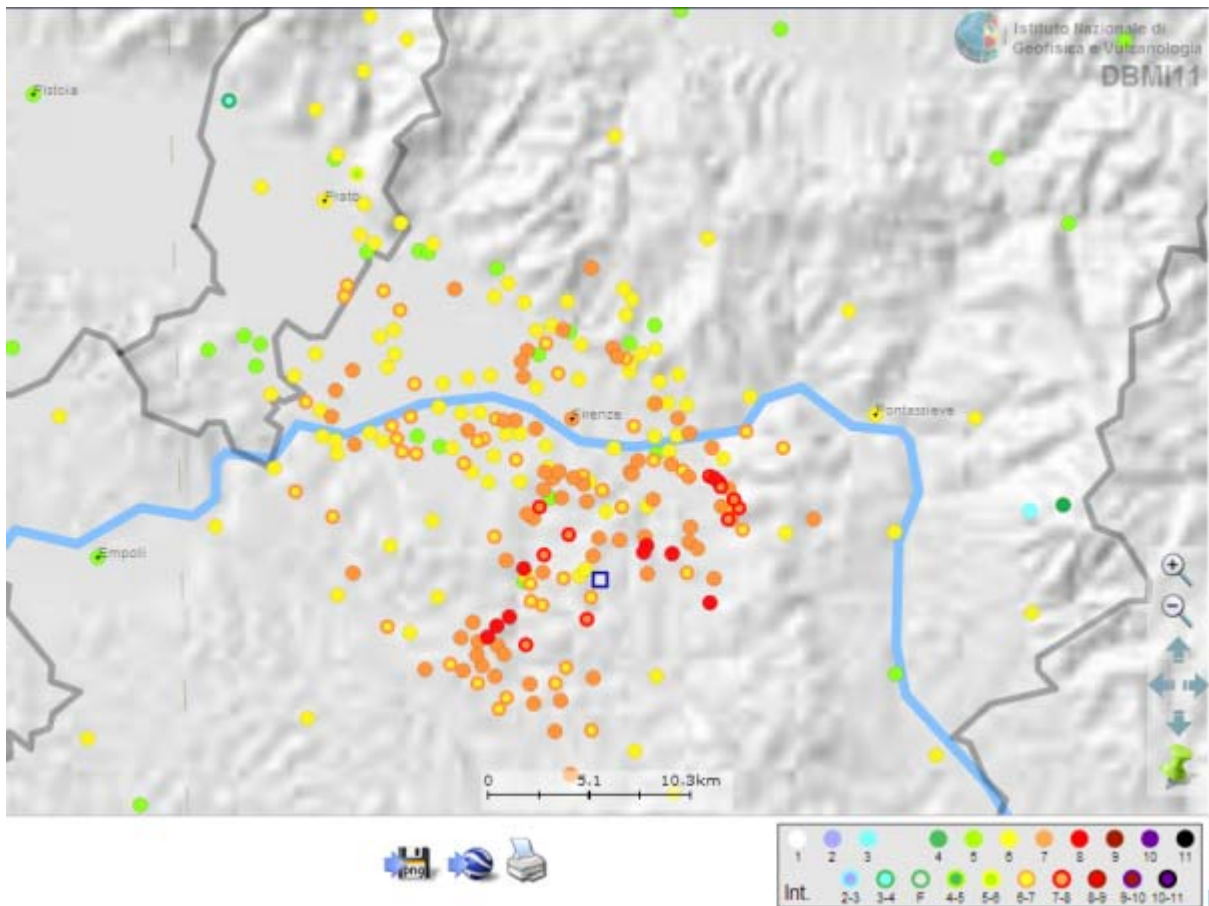 Istituto Nazionale di
Geofisica e Vulcanologia
DBMI11
Pistoia
Prato
Firenze
Pontassieve
Empoli
0 5.1 10.3km
png
1 2 3 4 5 6 7 8 9 10 11
Int. 2-3 3-4 F 4-5 5-6 6-7 7-8 8-9 9-10 10-11